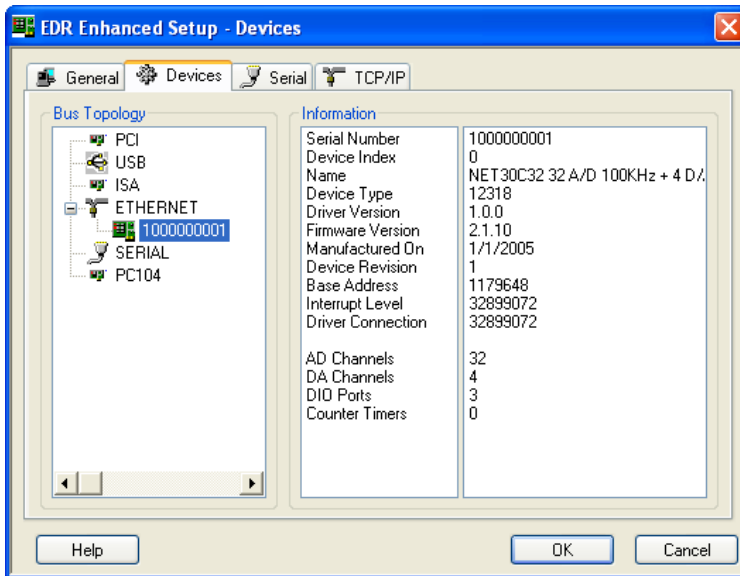 EDR Enhanced Setup - Devices
General Devices Serial TCP/IP
Bus Topology
PCI
USB
ISA
ETHERNET
1000000001
SERIAL
PC104
Information
Serial Number 1000000001
Device Index 0
Name NET30C32 32 A/D 100KHz + 4 D/.
Device Type 12318
Driver Version 1.0.0
Firmware Version 2.1.10
Manufactured On 1/1/2005
Device Revision 1
Base Address 1179648
Interrupt Level 32899072
Driver Connection 32899072
AD Channels 32
DA Channels 4
DIO Ports 3
Counter Timers 0
Help OK Cancel